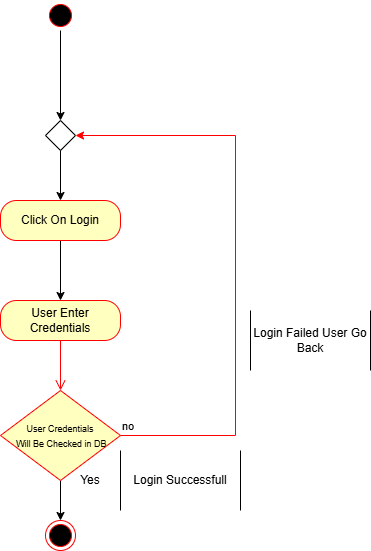 Click On Login
User Enter
Credentials
Login Failed User Go
Back
User Credentials
Will Be Checked in DB
no
Yes
Login Successfull